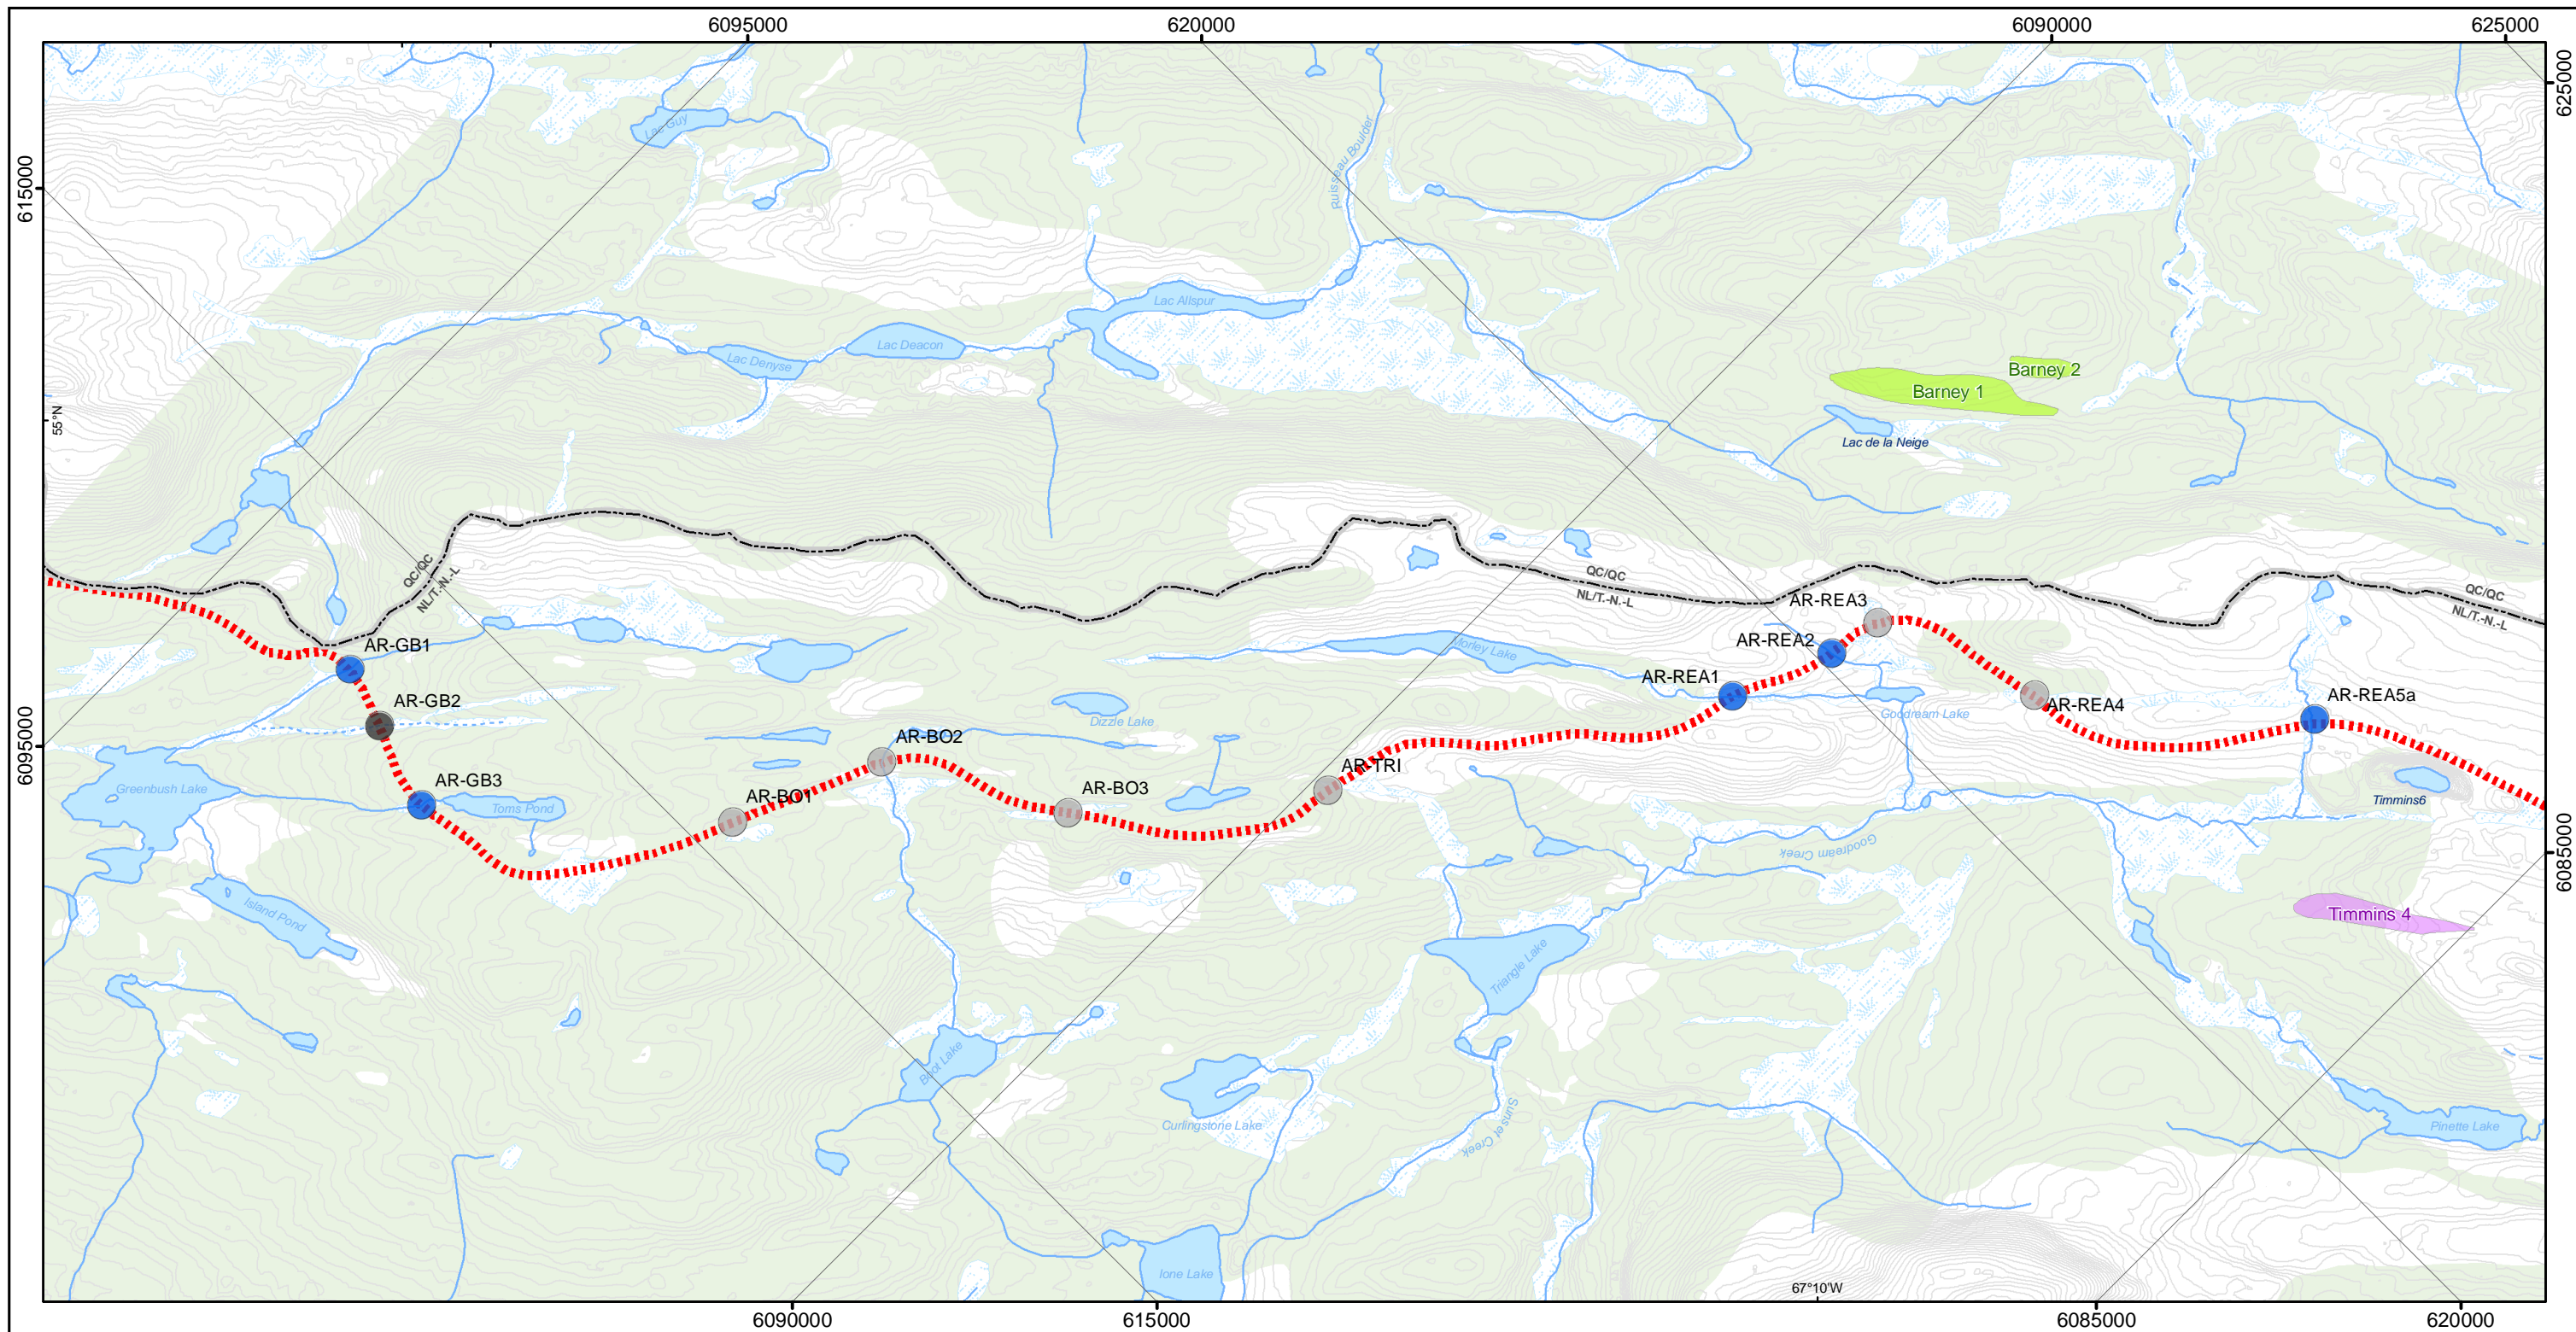 6095000
620000
6090000
625000
625000
615000
Lac Guy
Ruisseau Boulder
Lac Allspur
Lac Deacon
Lac Denyse
Barney 2
Barney 1
Lac de la Neige
55°N
QC/QC
NL/T.-N.-L
QC/QC
NL/T.-N.-L
QC/QC
NL/T.-N.-L
AR-REA3
AR-GB1
AR-REA2
Morley Lake
AR-REA1
AR-GB2
AR-REA5a
AR-REA4
Goodream Lake
Dizzle Lake
AR-BO2
6095000
AR-TRI
AR-GB3
Greenbush Lake
AR-BO3
AR-BO1
Toms Pond
Timmins6
Goodream Creek
6085000
Island Pond
Timmins 4
Triangle Lake
Boot Lake
Curlingstone Lake
Sunset Creek
Pinette Lake
Ione Lake
67°10'W
6090000
615000
6085000
620000